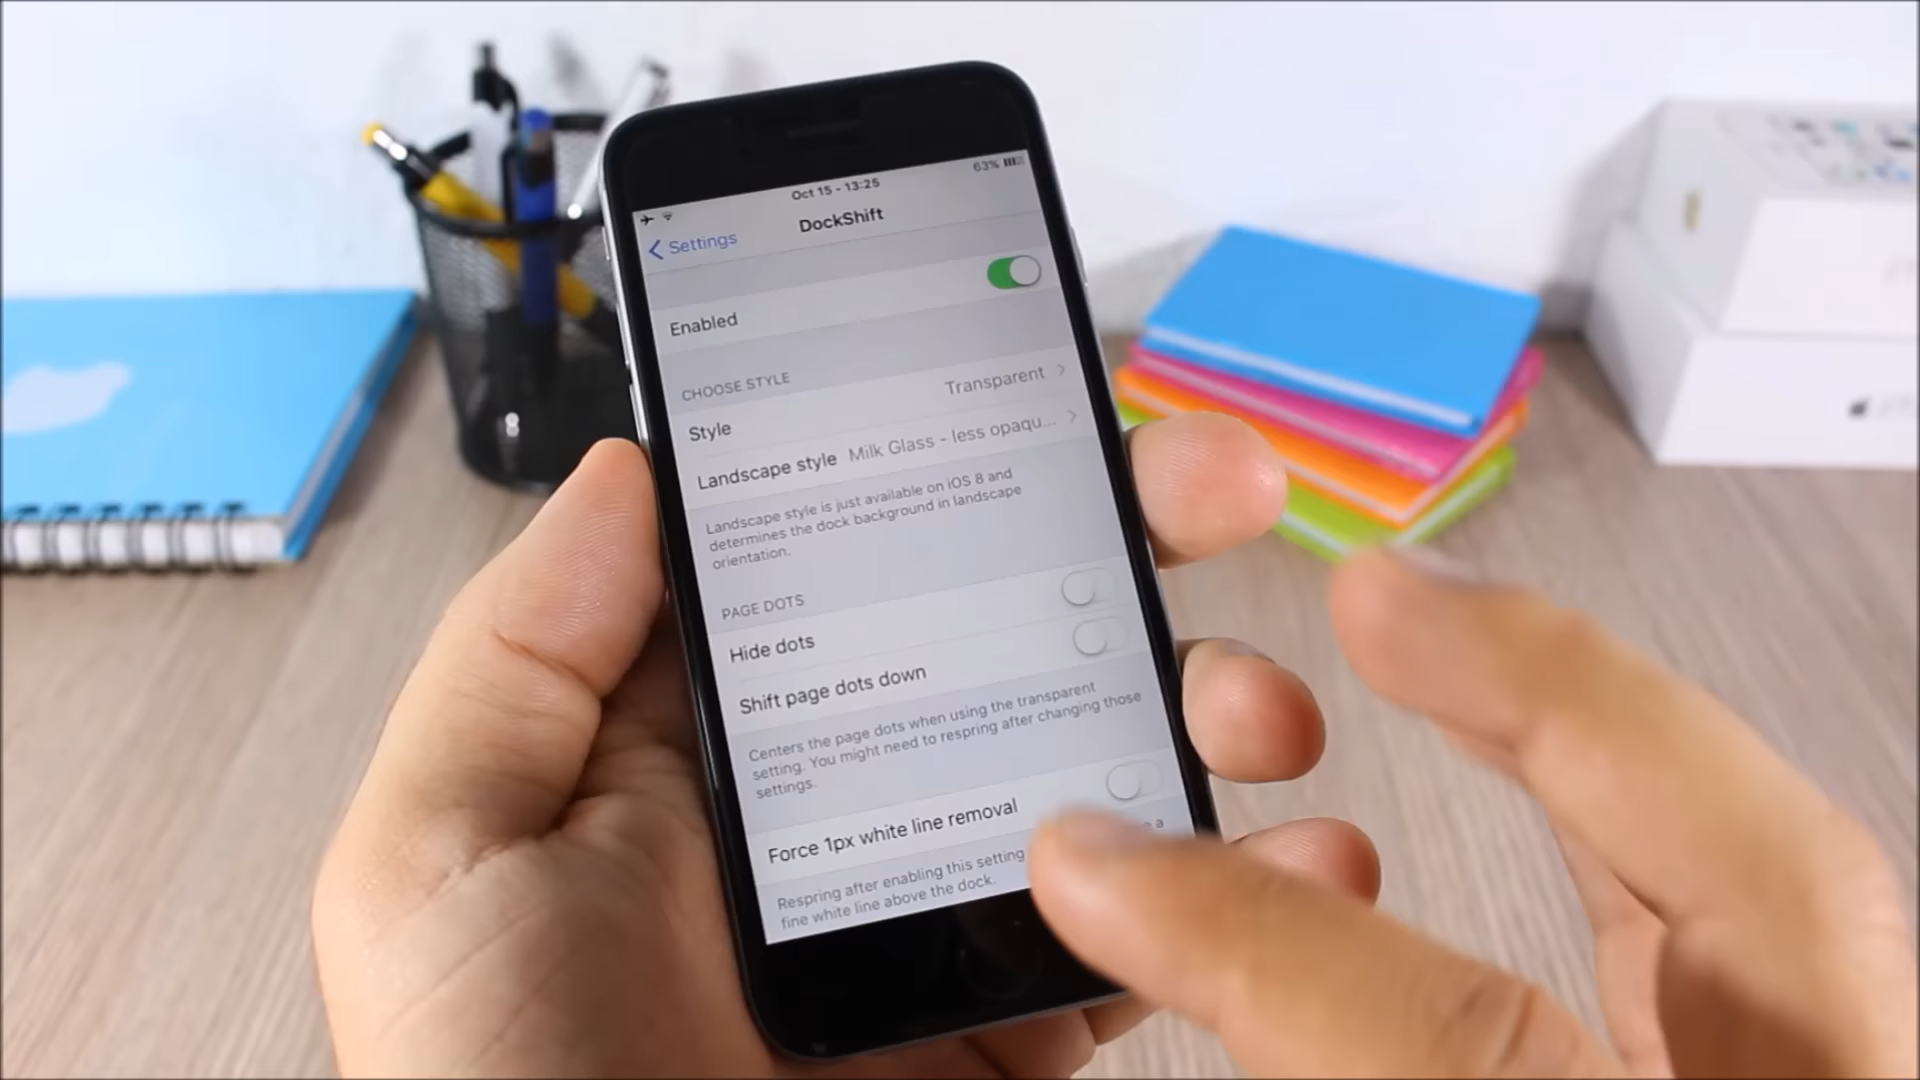 Oct 15 - 13:25
63%
Settings
DockShift
Enabled
CHOOSE STYLE
Style Transparent
Landscape style Milk Glass - less opaqu...
Landscape style is just available on iOS 8 and
determines the dock background in landscape
orientation.
PAGE DOTS
Hide dots
Shift page dots down
Centers the page dots when using the transparent
setting. You might need to respring after changing those
settings.
Force 1px white line removal
Respring after enabling this setting
a
fine white line above the dock.